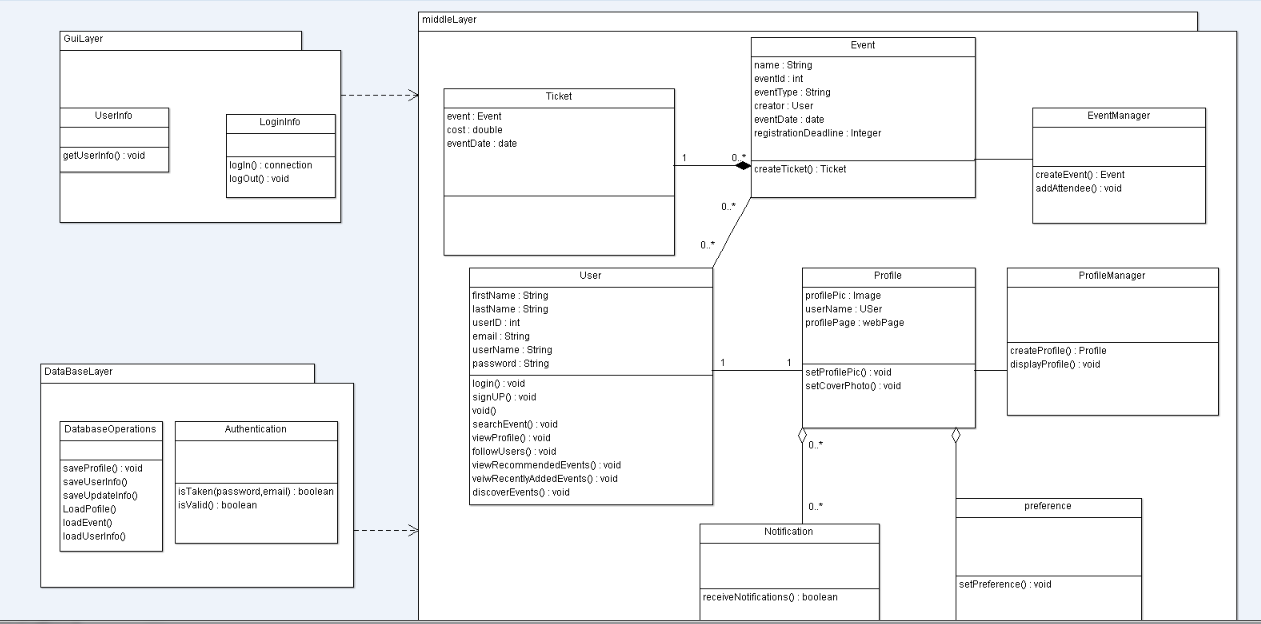 GuiLayer
UserInfo
getUserInfo() : void
LoginInfo
logIn() : connection
logOut() : void
DataBaseLayer
DatabaseOperations
saveProfile() : void
saveUserInfo()
saveUpdateInfo()
LoadPofile()
loadEvent()
loadUserInfo()
Authentication
isTaken(password,email) : boolean
isValid() : boolean
middleLayer
Ticket
event : Event
cost : double
eventDate : date
1
0..*
Event
name : String
eventId : int
eventType : String
creator : User
eventDate : date
registrationDeadline : Integer
createTicket() : Ticket
EventManager
createEvent() : Event
addAttendee() : void
0..*
0..*
User
firstName : String
lastName : String
userID : int
email : String
userName : String
password : String
login() : void
signUP() : void
void()
searchEvent() : void
viewProfile() : void
followUsers() : void
viewRecommendedEvents() : void
veiwRecentlyAddedEvents() : void
discoverEvents() : void
1
1
Profile
profilePic : Image
userName : USer
profilePage : webPage
setProfilePic() : void
setCoverPhoto() : void
ProfileManager
createProfile() : Profile
displayProfile() : void
0..*
0..*
Notification
receiveNotifications() : boolean
preference
setPreference() : void